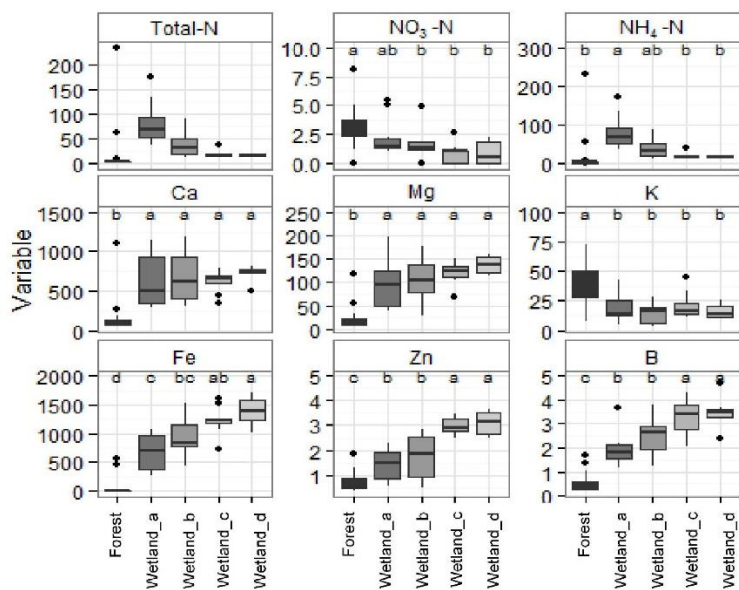 Total-N NO₃ -N NH₄ -N
a ab b b b b a b b b
200 150 100 50 0
10.0 7.5 5.0 2.5 0.0
300 200 100 0
Ca Mg K
b a a a a b a a a a a b b b b
1500 1000 500 0
250 200 150 100 50 0
100 75 50 25 0
Variable
Fe Zn B
d c bc ab a c b b a a c b b a a
2000 1500 1000 500 0
5 4 3 2 1
5 4 3 2 1 0
Forest Wetland_a Wetland_b Wetland_c Wetland_d Forest Wetland_a Wetland_b Wetland_c Wetland_d Forest Wetland_a Wetland_b Wetland_c Wetland_d